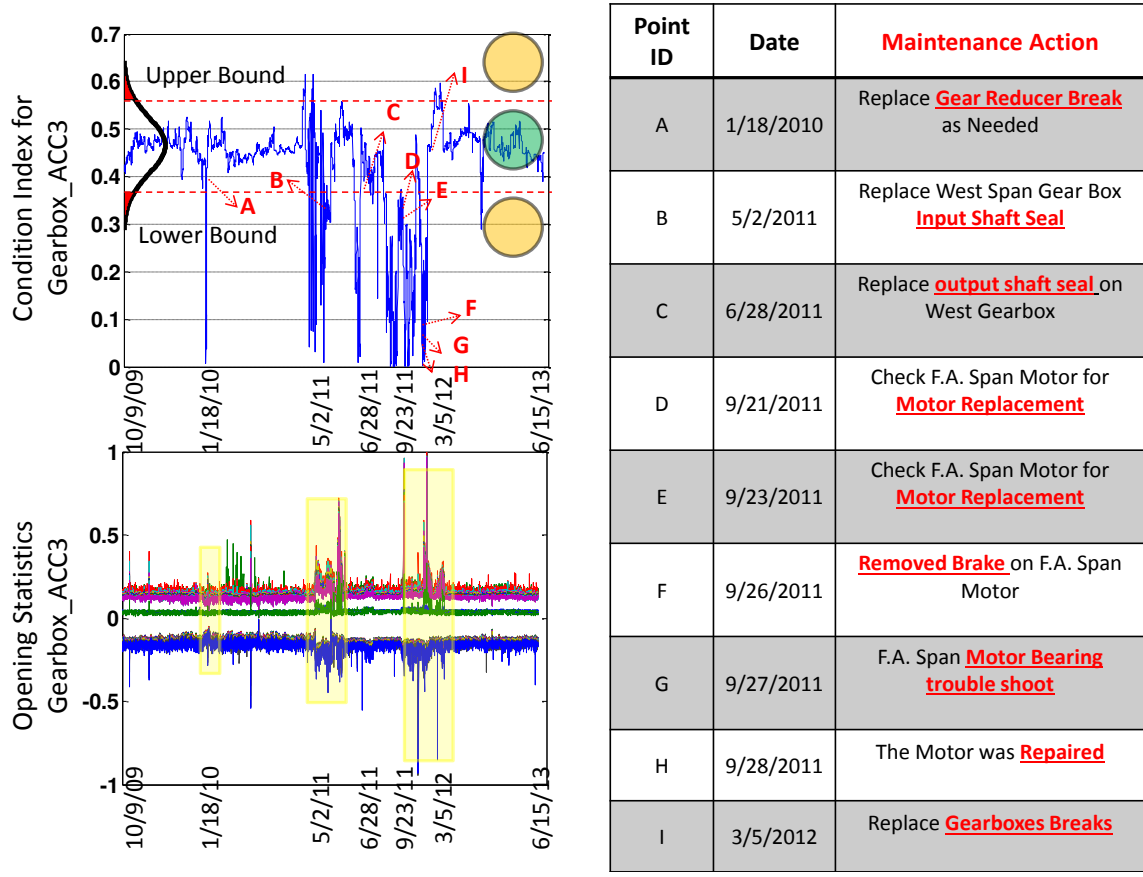 Condition Index for
Gearbox_ACC3
0.7
0.6
0.5
0.4
0.3
0.2
0.1
0
Upper Bound
Lower Bound
A
B
C
D
E
F
G
H
I
10/9/09
1/18/10
5/2/11
6/28/11
9/23/11
3/5/12
6/15/13
Opening Statistics
Gearbox_ACC3
1
0.5
0
-0.5
-1
10/9/09
1/18/10
5/2/11
6/28/11
9/23/11
3/5/12
6/15/13
Point
ID
Date
Maintenance Action
A
1/18/2010
Replace Gear Reducer Break
as Needed
B
5/2/2011
Replace West Span Gear Box
Input Shaft Seal
C
6/28/2011
Replace output shaft seal on
West Gearbox
D
9/21/2011
Check F.A. Span Motor for
Motor Replacement
E
9/23/2011
Check F.A. Span Motor for
Motor Replacement
F
9/26/2011
Removed Brake on F.A. Span
Motor
G
9/27/2011
F.A. Span Motor Bearing
trouble shoot
H
9/28/2011
The Motor was Repaired
I
3/5/2012
Replace Gearboxes Breaks